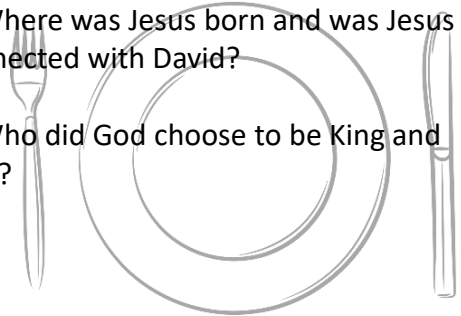 Where was Jesus born and was Jesus
nected with David?
Who did God choose to be King and
?